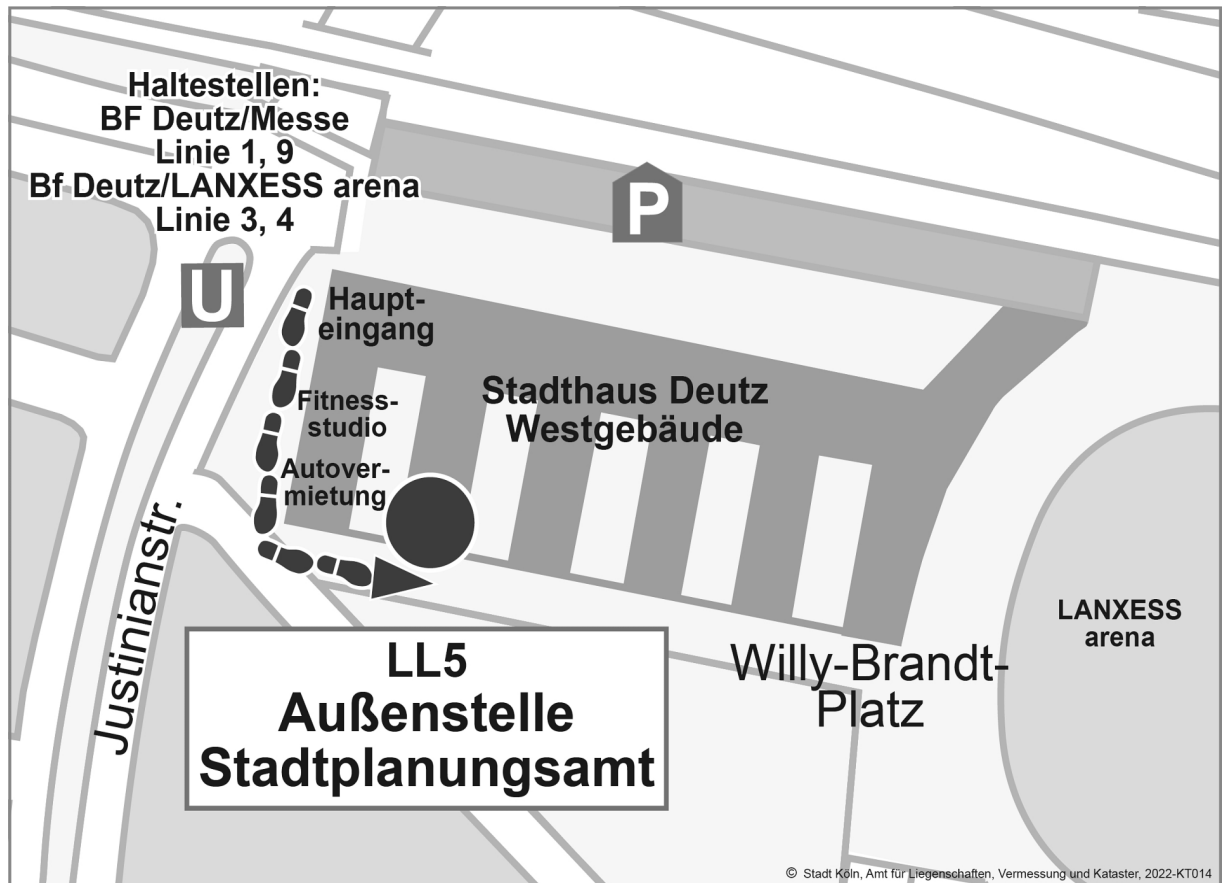 Haltestellen:
BF Deutz/Messe
Linie 1, 9
Bf Deutz/LANXESS arena
Linie 3, 4
P
U
Haupt-
eingang
Stadthaus Deutz
Westgebäude
Fitness-
studio
Autover-
mietung
Justinianstr.
LANXESS
arena
Willy-Brandt-
Platz
LL5
Außenstelle
Stadtplanungsamt
© Stadt Köln, Amt für Liegenschaften, Vermessung und Kataster, 2022-KT014